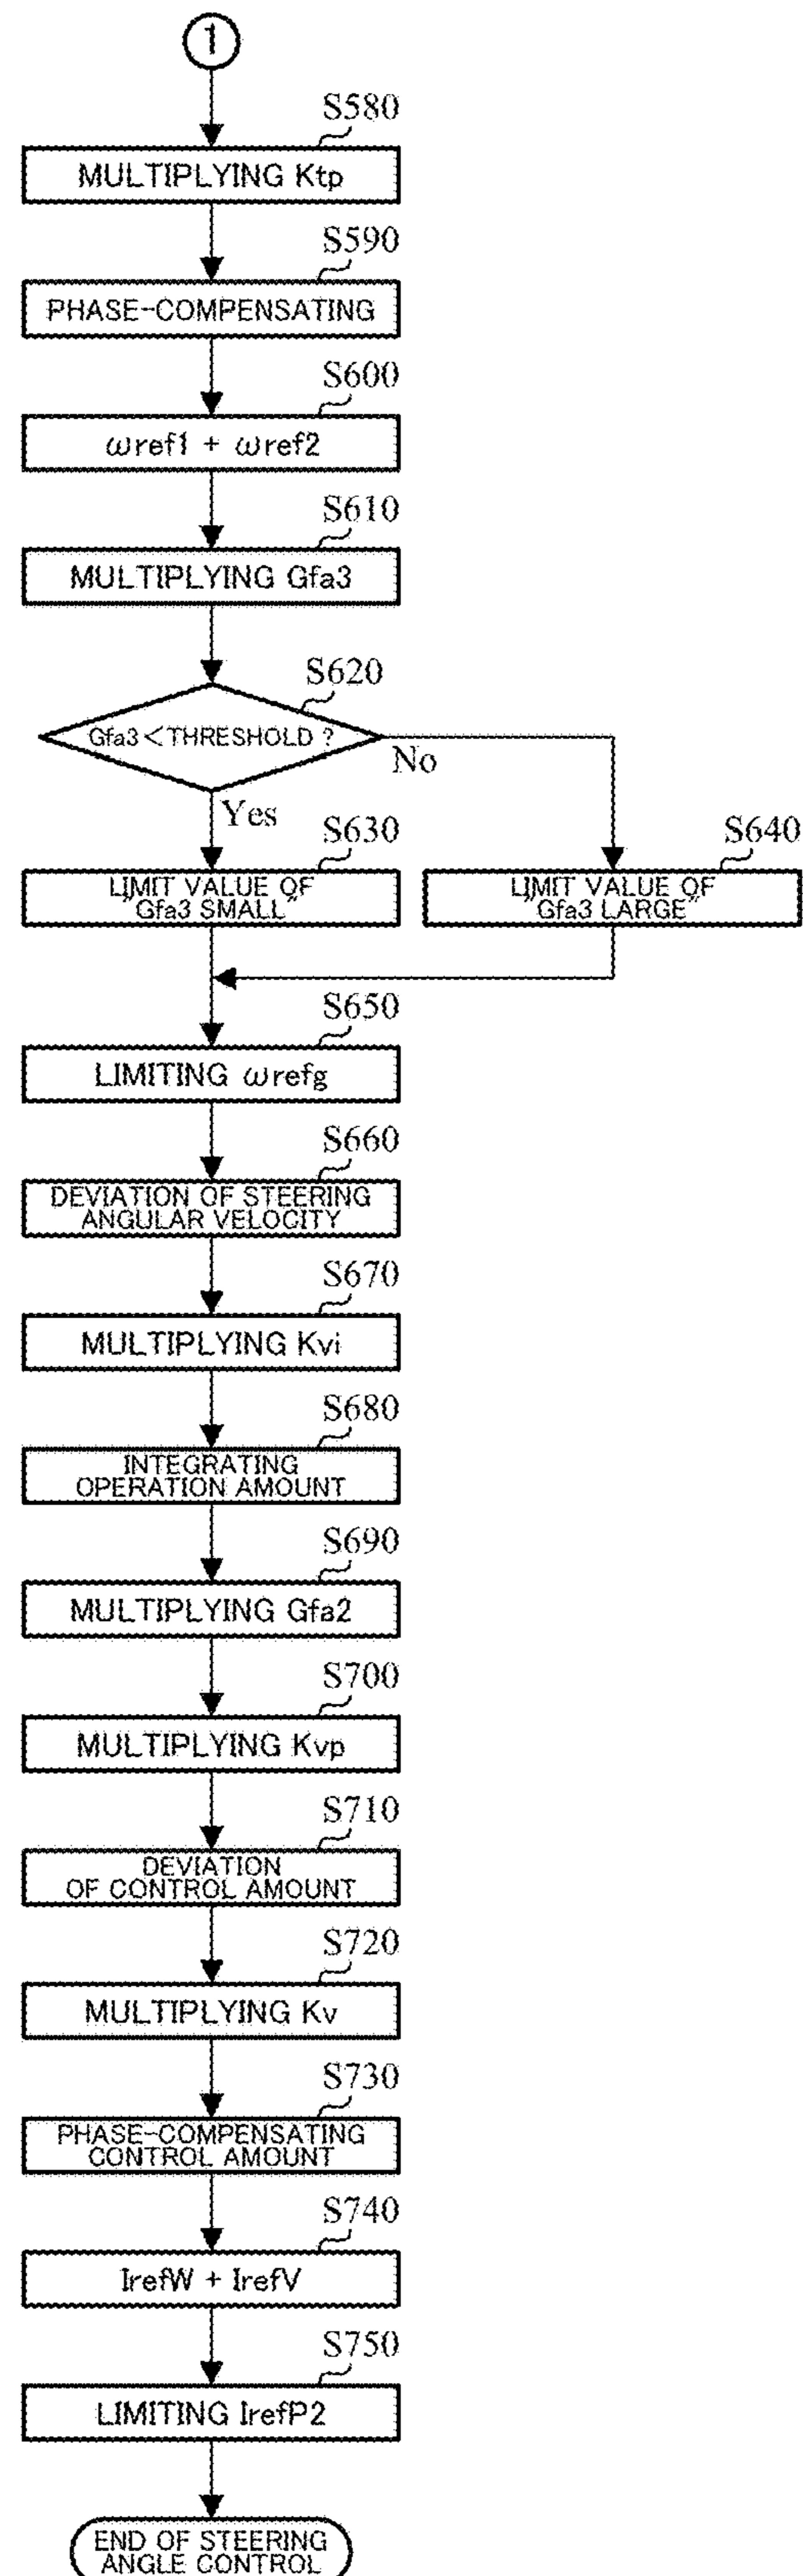 1
S580
MULTIPLYING Ktp
S590
PHASE-COMPENSATING
S600
ωref1 + ωref2
S610
MULTIPLYING Gfa3
S620
Gfa3<THRESHOLD ?
No
Yes
S630
S640
LIMIT VALUE OF
"Gfa3 SMALL"
LIMIT VALUE OF
"Gfa3 LARGE"
S650
LIMITING ωrefg
S660
DEVIATION OF STEERING
ANGULAR VELOCITY
S670
MULTIPLYING Kvi
S680
INTEGRATING
OPERATION AMOUNT
S690
MULTIPLYING Gfa2
S700
MULTIPLYING Kvp
S710
DEVIATION
OF CONTROL AMOUNT
S720
MULTIPLYING Kv
S730
PHASE-COMPENSATING
CONTROL AMOUNT
S740
IrefW + IrefV
S750
LIMITING IrefP2
END OF STEERING
ANGLE CONTROL